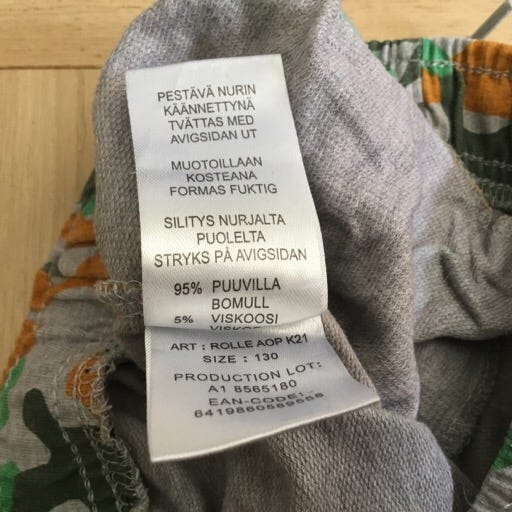 PESTÄVÄ NURIN
KÄÄNNETTYNÄ
TVÄTTAS MED
AVIGSIDAN UT
MUOTOILLAAN
KOSTEANA
FORMAS FUKTIG
SILITYS NURJALTA
PUOLELTA
STRYKS PÅ AVIGSIDAN
95% PUUVILLA
BOMULL
5% VISKOOSI
ART : ROLLE AOP K21
SIZE : 130
PRODUCTION LOT:
A1 8565180
EAN-CODE: